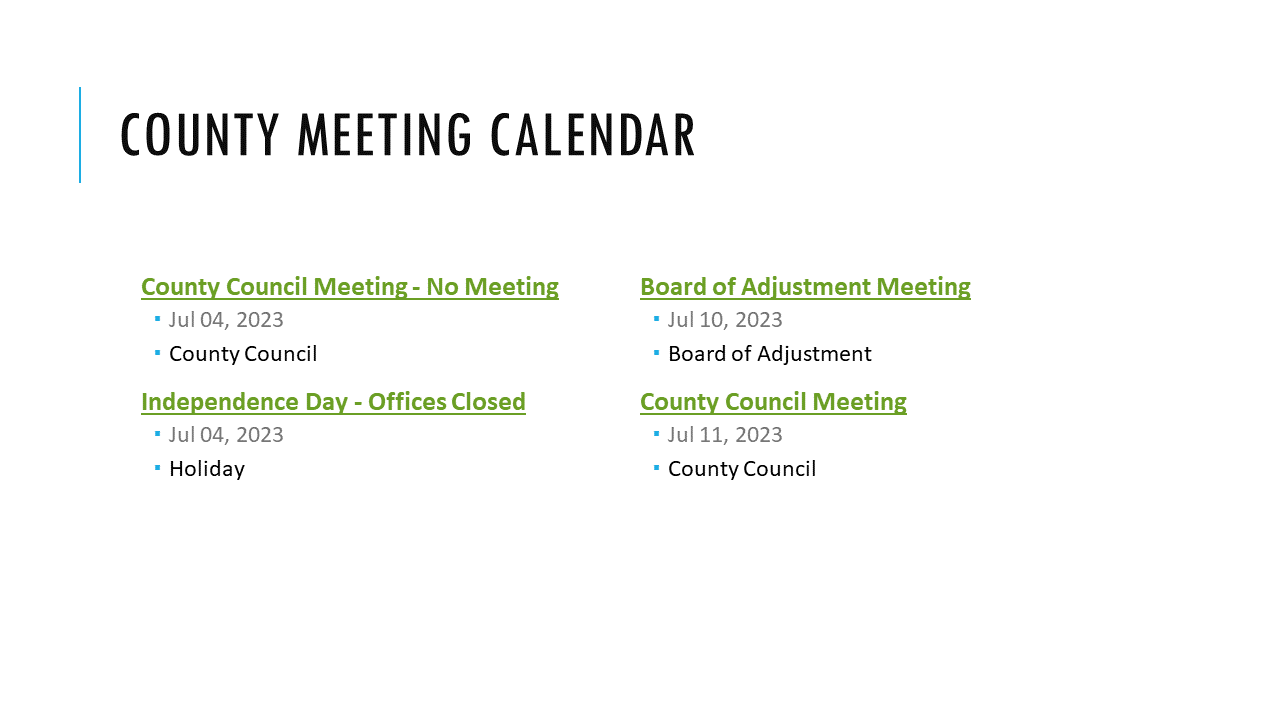 COUNTY MEETING CALENDAR
County Council Meeting - No Meeting
Jul 04, 2023
County Council
Independence Day - Offices Closed
Jul 04, 2023
Holiday
Board of Adjustment Meeting
Jul 10, 2023
Board of Adjustment
County Council Meeting
Jul 11, 2023
County Council